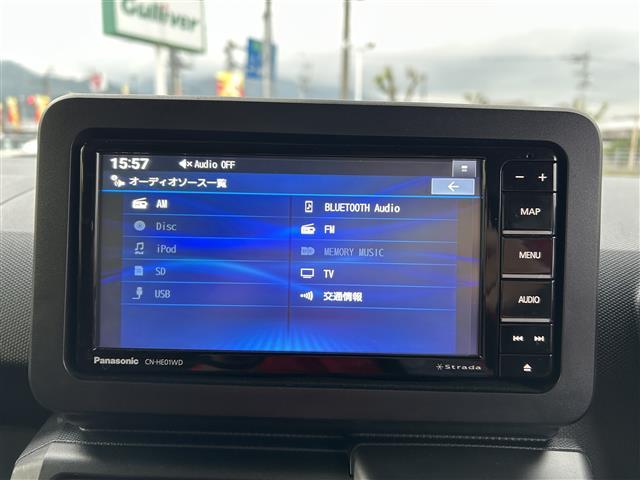 Gulliver
15:57 Audio OFF
オーディオソース一覧
AM
BLUETOOTH Audio
Disc
FM
iPod
MEMORY MUSIC
SD
TV
USB
交通情報
− +
MAP
MENU
AUDIO
Panasonic CN-HE01WD
Strada